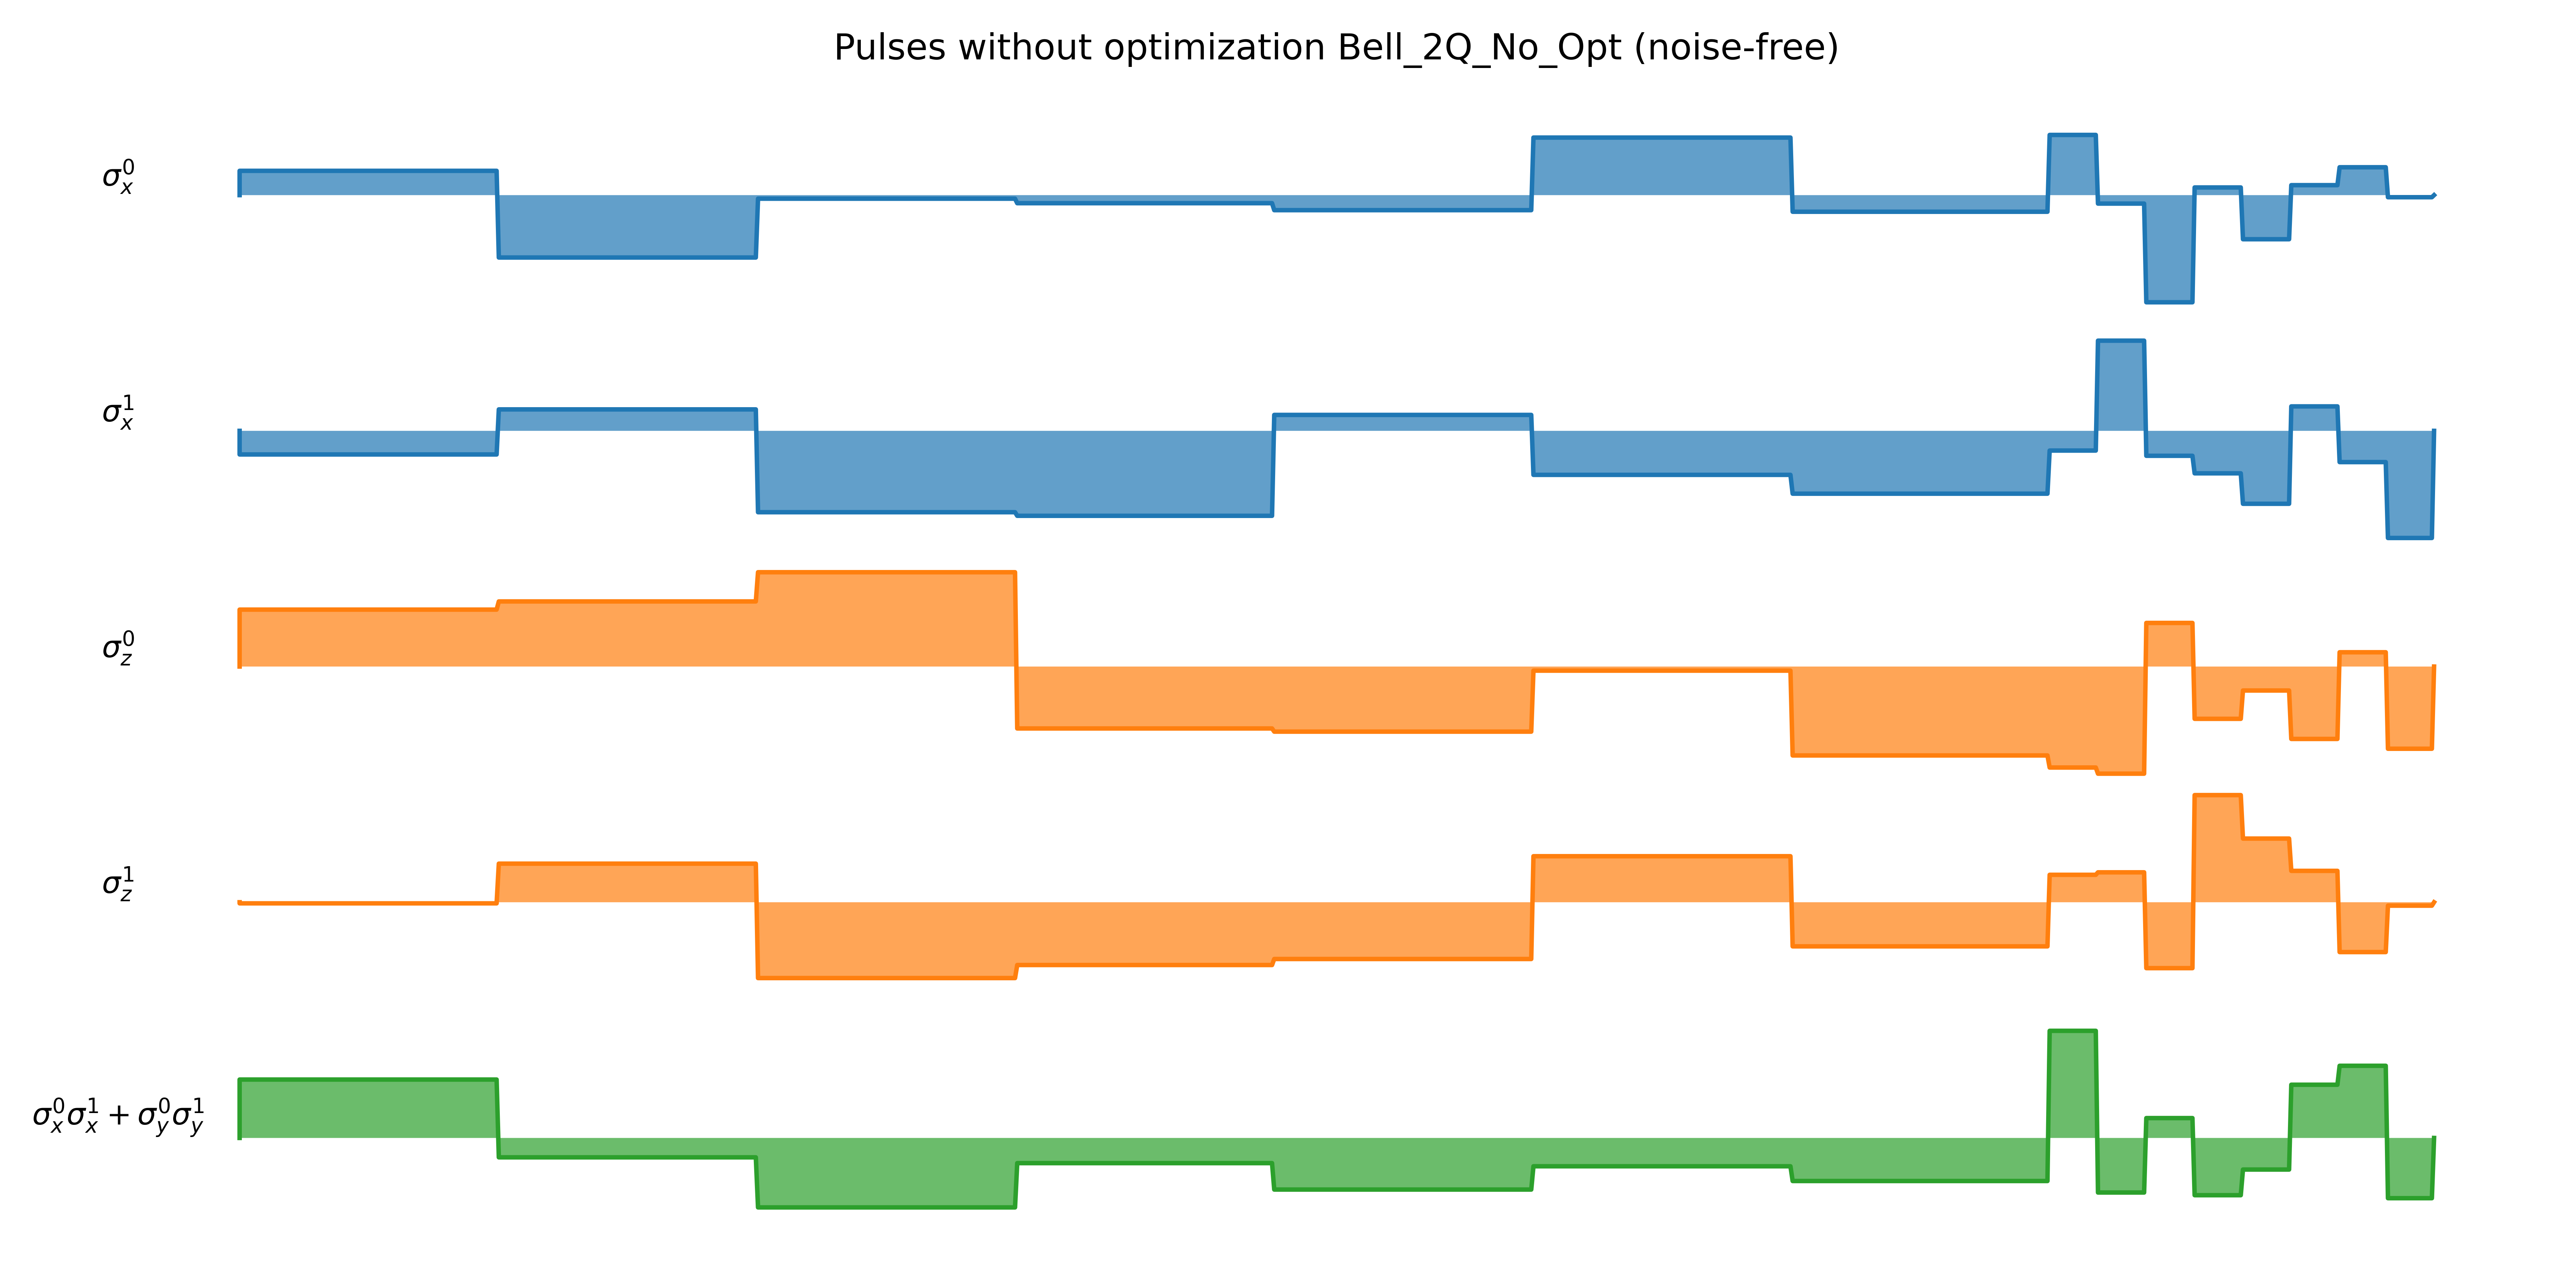 Pulses without optimization Bell_2Q_No_Opt (noise-free)
σ_x^0
σ_x^1
σ_z^0
σ_z^1
σ_x^0σ_x^1 + σ_y^0σ_y^1